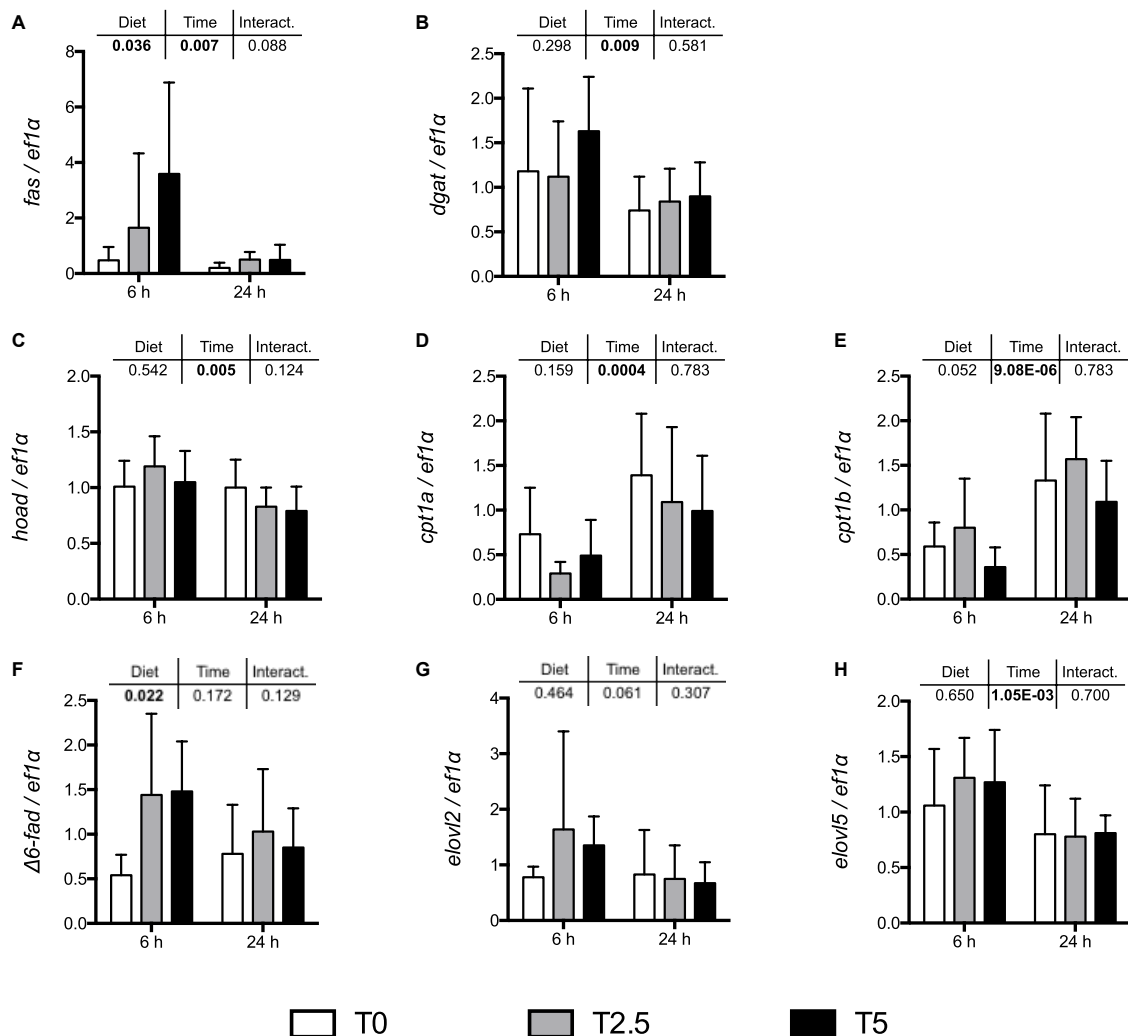 A
Diet Time Interact.
0.036 0.007 0.088
8
6
4
2
0
fas / ef1α
6 h 24 h
B
Diet Time Interact.
0.298 0.009 0.581
2.5
2.0
1.5
1.0
0.5
0.0
dgat / ef1α
6 h 24 h
C
Diet Time Interact.
0.542 0.005 0.124
2.0
1.5
1.0
0.5
0.0
hoad / ef1α
6 h 24 h
D
Diet Time Interact.
0.159 0.0004 0.783
2.5
2.0
1.5
1.0
0.5
0.0
cpt1a / ef1α
6 h 24 h
E
Diet Time Interact.
0.052 9.08E-06 0.783
2.5
2.0
1.5
1.0
0.5
0.0
cpt1b / ef1α
6 h 24 h
F
Diet Time Interact.
0.022 0.172 0.129
2.5
2.0
1.5
1.0
0.5
0.0
Δ6-fad / ef1α
6 h 24 h
G
Diet Time Interact.
0.464 0.061 0.307
4
3
2
1
0
elovl2 / ef1α
6 h 24 h
H
Diet Time Interact.
0.650 1.05E-03 0.700
2.0
1.5
1.0
0.5
0.0
elovl5 / ef1α
6 h 24 h
T0 T2.5 T5